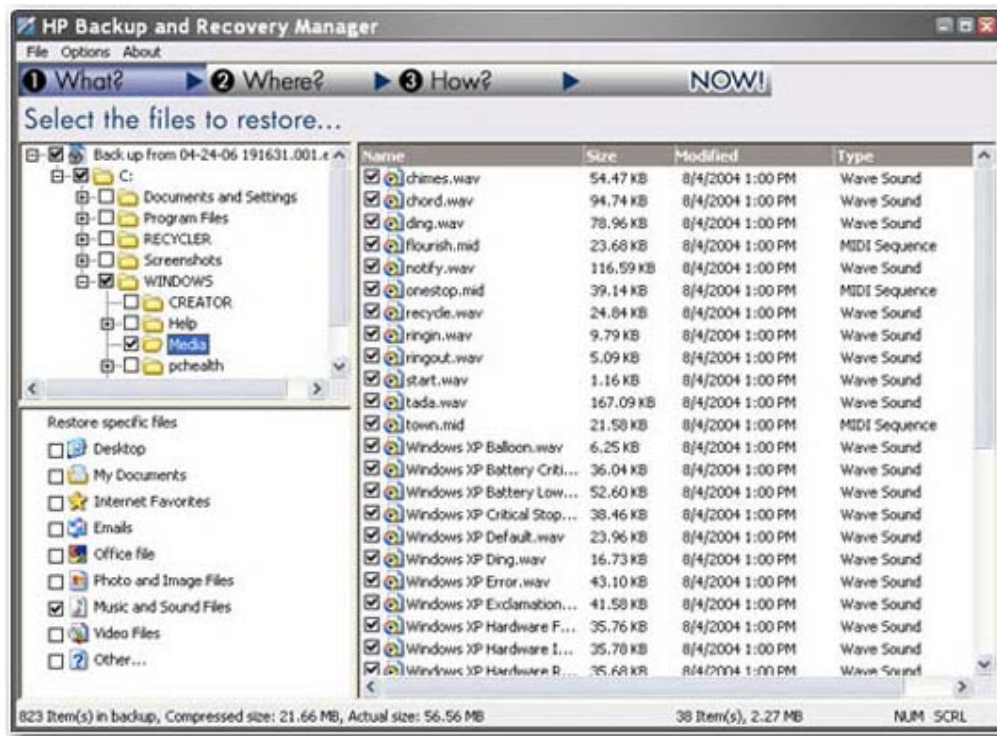 HP Backup and Recovery Manager
File Options About
1 What? 2 Where? 3 How? NOW!
Select the files to restore...
Back up from 04-24-06 191631.001.
C:
Documents and Settings
Program Files
RECYCLER
Screenshots
WINDOWS
CREATOR
Help
Media
pchealth
Restore specific files
Desktop
My Documents
Internet Favorites
Emails
Office file
Photo and Image Files
Music and Sound Files
Video Files
Other...
Name Size Modified Type
chimes.wav 54.47 KB 8/4/2004 1:00 PM Wave Sound
chord.wav 94.74 KB 8/4/2004 1:00 PM Wave Sound
ding.wav 78.96 KB 8/4/2004 1:00 PM Wave Sound
flourish.mid 23.68 KB 8/4/2004 1:00 PM MIDI Sequence
notify.wav 116.59 KB 8/4/2004 1:00 PM Wave Sound
onestop.mid 39.14 KB 8/4/2004 1:00 PM MIDI Sequence
recycle.wav 24.84 KB 8/4/2004 1:00 PM Wave Sound
ringin.wav 9.79 KB 8/4/2004 1:00 PM Wave Sound
ringout.wav 5.09 KB 8/4/2004 1:00 PM Wave Sound
start.wav 1.16 KB 8/4/2004 1:00 PM Wave Sound
tada.wav 167.09 KB 8/4/2004 1:00 PM Wave Sound
town.mid 21.58 KB 8/4/2004 1:00 PM MIDI Sequence
Windows XP Balloon.wav 6.25 KB 8/4/2004 1:00 PM Wave Sound
Windows XP Battery Criti... 36.04 KB 8/4/2004 1:00 PM Wave Sound
Windows XP Battery Low... 52.60 KB 8/4/2004 1:00 PM Wave Sound
Windows XP Critical Stop... 38.46 KB 8/4/2004 1:00 PM Wave Sound
Windows XP Default.wav 23.96 KB 8/4/2004 1:00 PM Wave Sound
Windows XP Ding.wav 16.73 KB 8/4/2004 1:00 PM Wave Sound
Windows XP Error.wav 43.10 KB 8/4/2004 1:00 PM Wave Sound
Windows XP Exclamation... 41.58 KB 8/4/2004 1:00 PM Wave Sound
Windows XP Hardware F... 35.76 KB 8/4/2004 1:00 PM Wave Sound
Windows XP Hardware I... 35.78 KB 8/4/2004 1:00 PM Wave Sound
Windows XP Hardware R... 35.68 KB 8/4/2004 1:00 PM Wave Sound
823 Item(s) in backup, Compressed size: 21.66 MB, Actual size: 56.56 MB 38 Item(s), 2.27 MB NUM SCRL